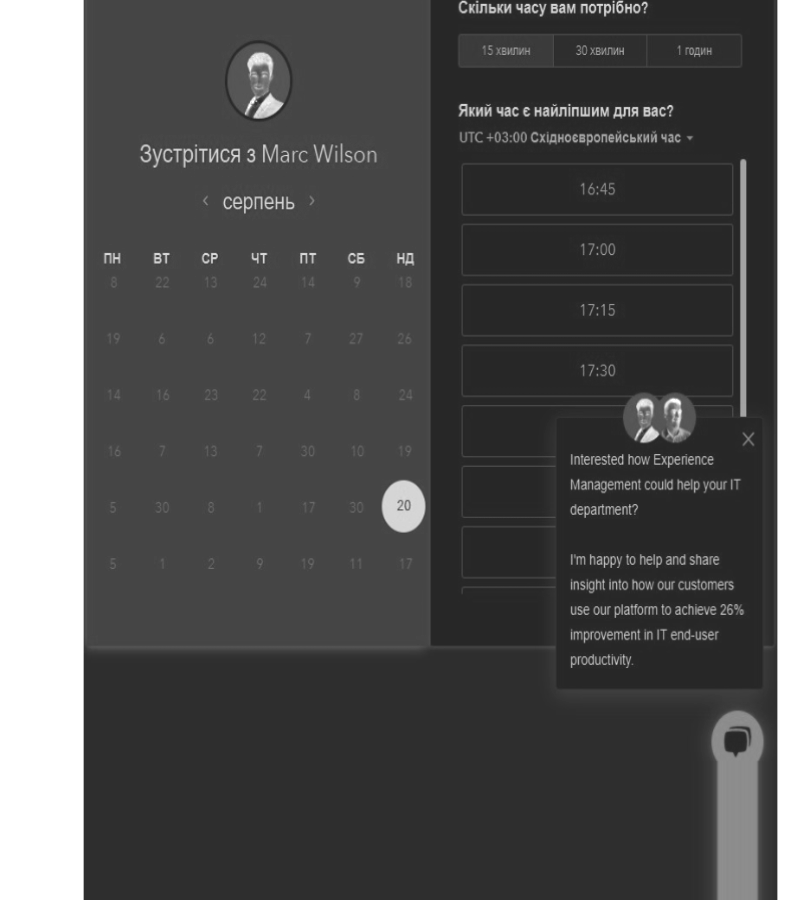 Скільки часу вам потрібно?
15 хвилин 30 хвилин 1 годин
Який час є найліпшим для вас?
UTC +03:00 Східноєвропейський час
16:45
17:00
17:15
17:30
Зустрітися з Marc Wilson
серпень
ПН ВТ СР ЧТ ПТ СБ НД
8 22 13 24 14 9 18
19 6 6 12 7 27 26
14 16 23 22 4 8 24
16 7 13 7 30 10 19
5 30 8 1 17 30 20
5 1 2 9 19 11 17
Interested how Experience
Management could help your IT
department?
I'm happy to help and share
insight into how our customers
use our platform to achieve 26%
improvement in IT end-user
productivity.